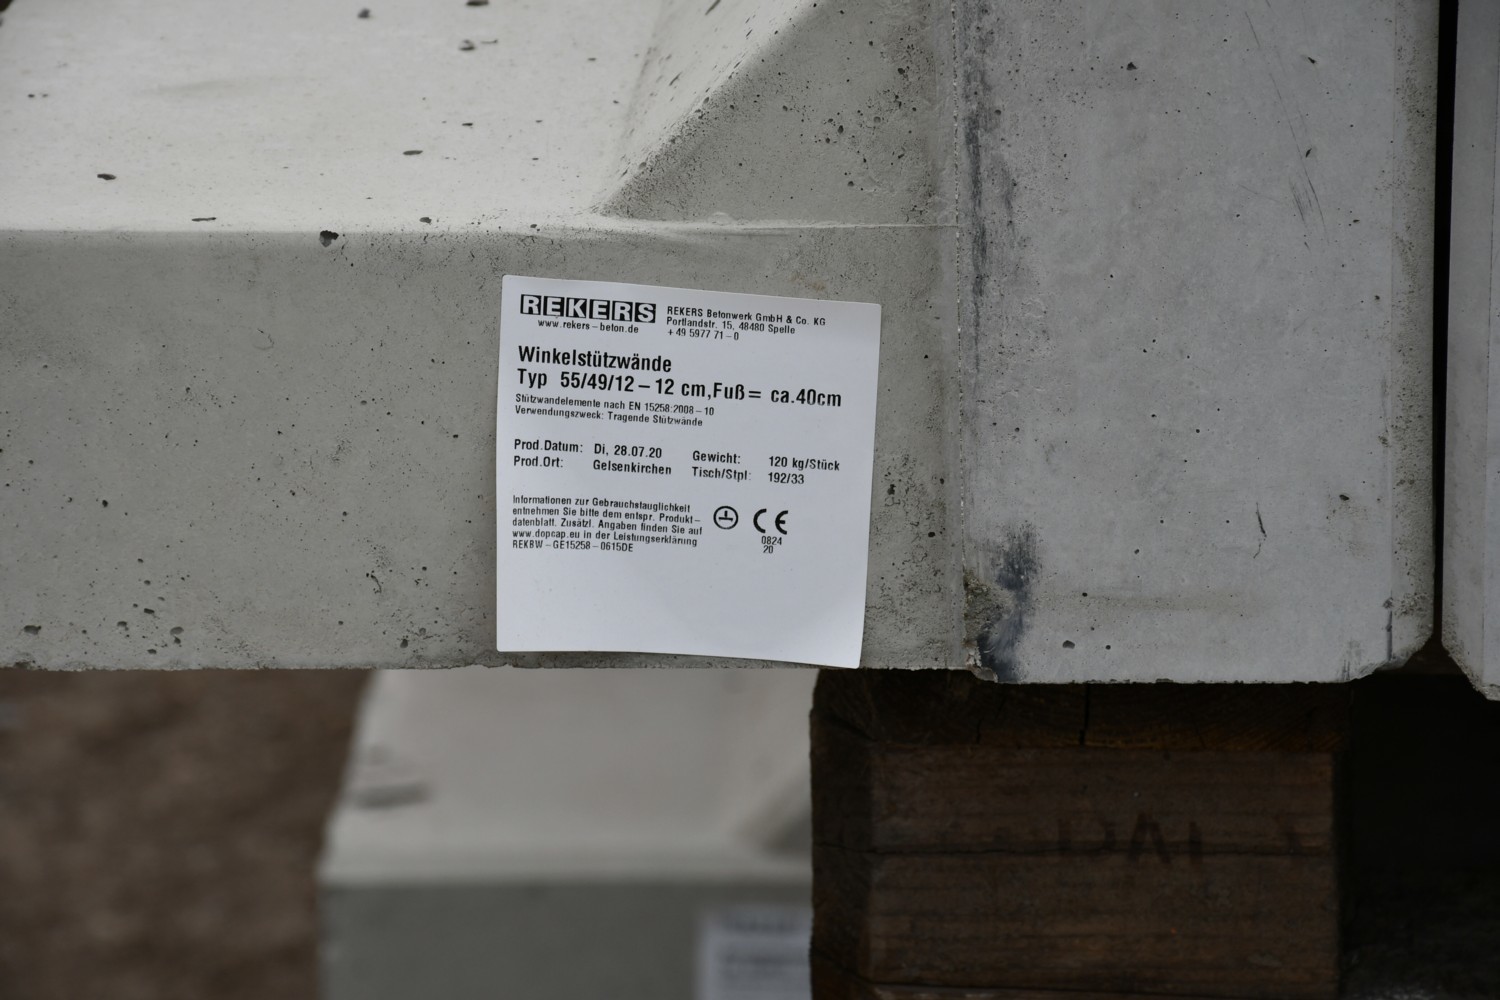 REKERS
www.rekers-beton.de
REKERS Betonwerk GmbH & Co. KG
Portlandstr. 15, 48480 Spelle
+49 5977 71-0
Winkelstützwände
Typ 55/49/12 – 12 cm,Fuß= ca.40cm
Stützwandelemente nach EN 15258:2008-10
Verwendungszweck: Tragende Stützwände
Prod.Datum: Di, 28.07.20
Prod.Ort: Gelsenkirchen
Gewicht: 120 kg/Stück
Tisch/Stpl: 192/33
Informationen zur Gebrauchstauglichkeit
entnehmen Sie bitte dem entspr. Produkt-
datenblatt. Zusätzl. Angaben finden Sie auf
www.dopcap.eu in der Leistungserklärung
REKBW-GE15258-0615DE
CE
0824
20